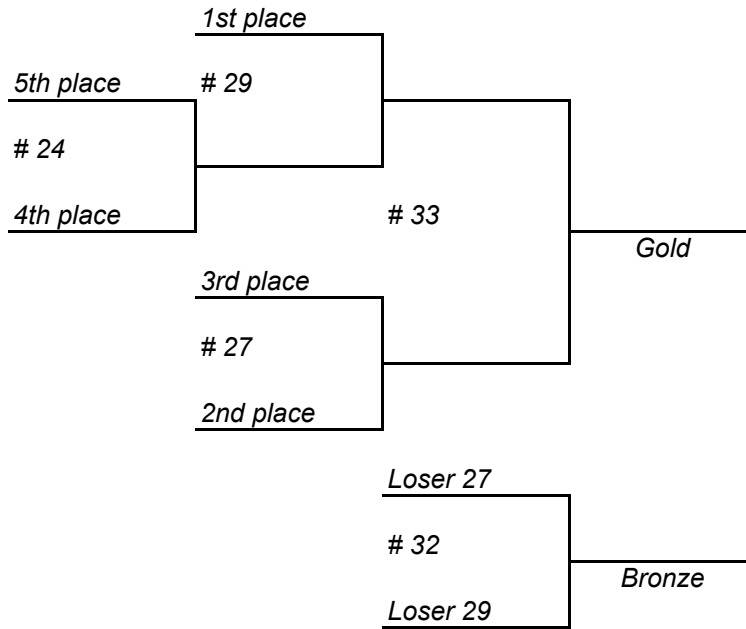 1st place
5th place
# 29
# 24
4th place
# 33
Gold
3rd place
# 27
2nd place
Loser 27
# 32
Bronze
Loser 29